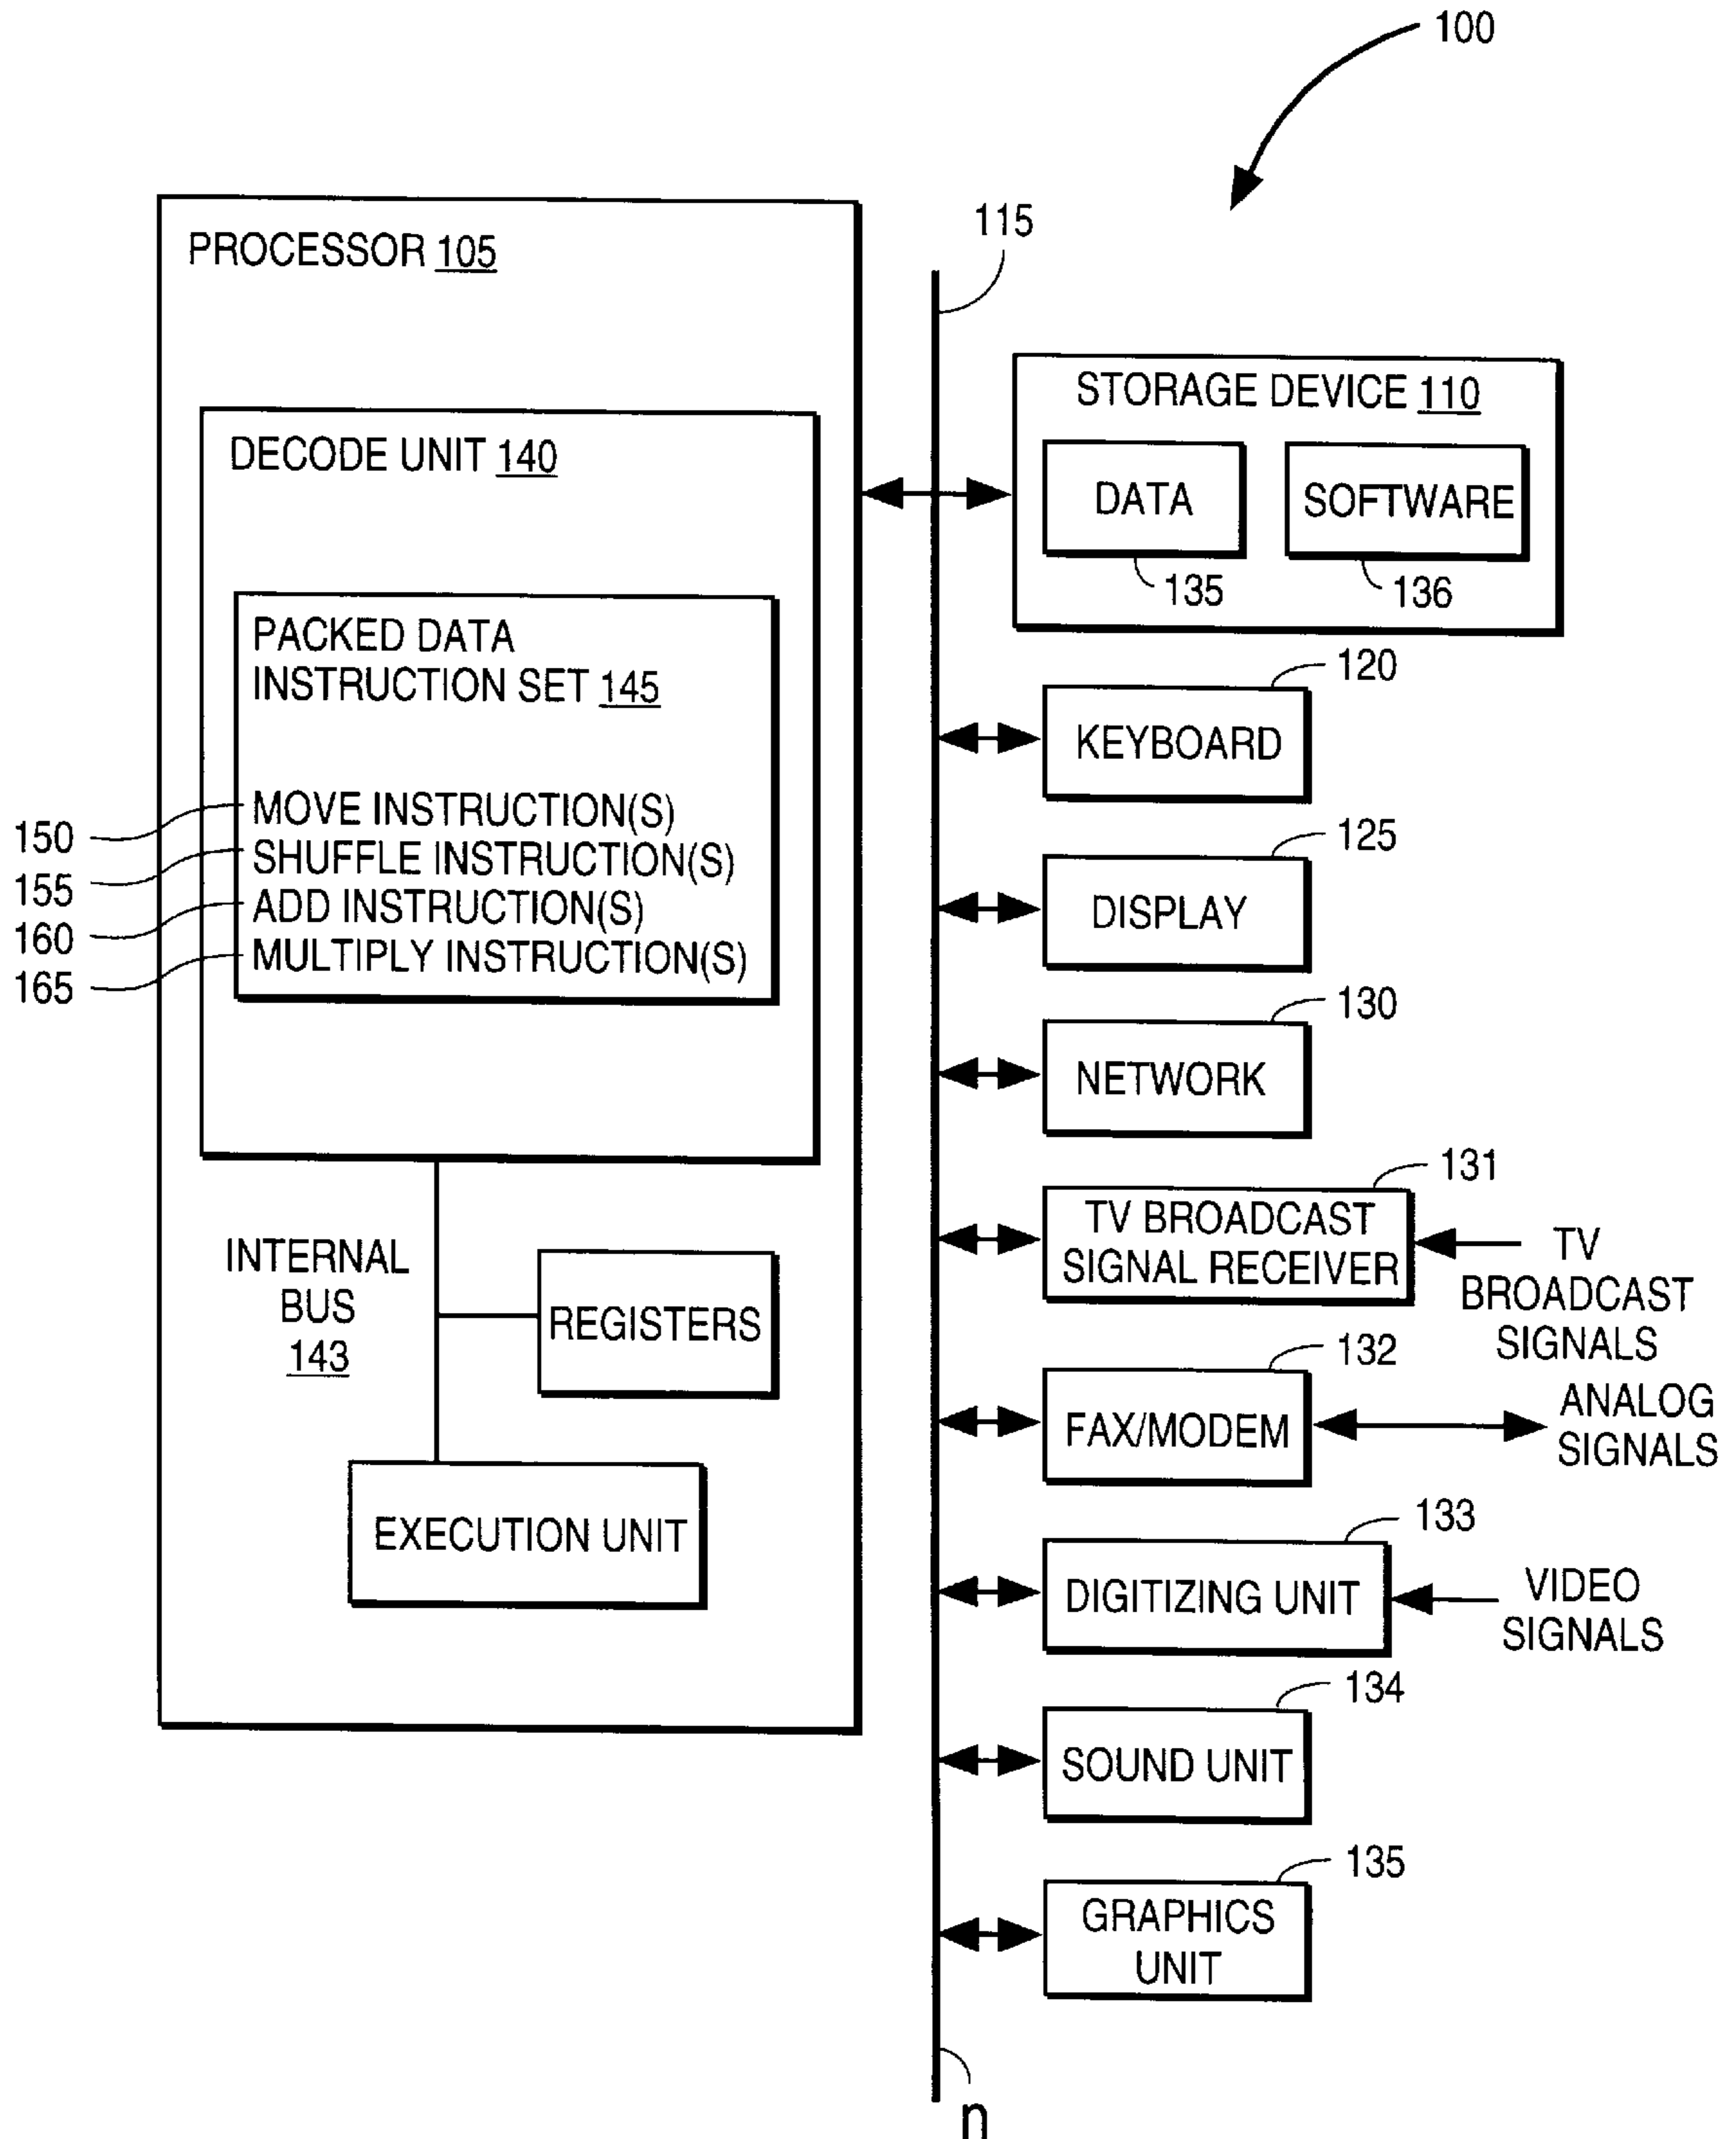 100
115
PROCESSOR 105
DECODE UNIT 140
PACKED DATA
INSTRUCTION SET 145
MOVE INSTRUCTION(S)
SHUFFLE INSTRUCTION(S)
ADD INSTRUCTION(S)
MULTIPLY INSTRUCTION(S)
150
155
160
165
INTERNAL
BUS
143
REGISTERS
EXECUTION UNIT
STORAGE DEVICE 110
DATA
SOFTWARE
135
136
120
KEYBOARD
125
DISPLAY
130
NETWORK
131
TV BROADCAST
SIGNAL RECEIVER
TV
BROADCAST
SIGNALS
132
FAX/MODEM
ANALOG
SIGNALS
133
DIGITIZING UNIT
VIDEO
SIGNALS
134
SOUND UNIT
135
GRAPHICS
UNIT
n